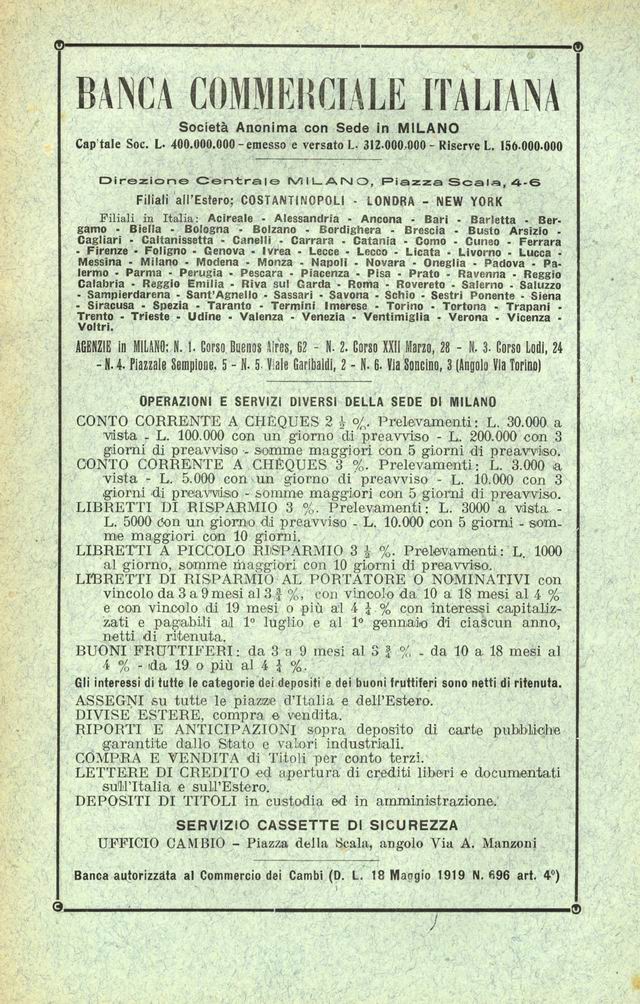 BANCA COMMERCIALE ITALIANA
Società Anonima con Sede in MILANO
Cap'tale Soc. L. 400.000.000 - emesso e versato L. 312.000.000 - Riserve L. 156.000.000
Direzione Centrale MILANO, Piazza Scala, 4-6
Filiali all'Estero: COSTANTINOPOLI - LONDRA - NEW YORK
Filiali in Italia: Acireale - Alessandria - Ancona - Bari - Barletta - Ber-
gamo - Biella - Bologna - Bolzano - Bordighera - Brescia - Busto Arsizio -
Cagliari - Caltanissetta - Canelli - Carrara - Catania - Como - Cuneo - Ferrara
- Firenze - Foligno - Genova - Ivrea - Lecce - Lecco - Licata - Livorno - Lucca -
Messina - Milano - Modena - Monza - Napoli - Novara - Oneglia - Padova - Pa-
lermo - Parma - Perugia - Pescara - Piacenza - Pisa - Prato - Ravenna - Reggio
Calabria - Reggio Emilia - Riva sul Garda - Roma - Rovereto - Salerno - Saluzzo
- Sampierdarena - Sant'Agnello - Sassari - Savona - Schio - Sestri Ponente - Siena
- Siracusa - Spezia - Taranto - Termini Imerese - Torino - Tortona - Trapani -
Trento - Trieste - Udine - Valenza - Venezia - Ventimiglia - Verona - Vicenza -
Voltri.
AGENZIE in MILANO: N. 1. Corso Buenos Aires, 62 - N. 2. Corso XXII Marzo, 28 - N. 3. Corso Lodi, 24
- N. 4. Piazzale Sempione, 5 - N. 5. Viale Garibaldi, 2 - N. 6. Via Soncino, 3 (Angolo Via Torino)
OPERAZIONI E SERVIZI DIVERSI DELLA SEDE DI MILANO
CONTO CORRENTE A CHÈQUES 2 ½ %. Prelevamenti: L. 30.000 a
vista - L. 100.000 con un giorno di preavviso - L. 200.000 con 3
giorni di preavviso - somme maggiori con 5 giorni di preavviso.
CONTO CORRENTE A CHÈQUES 3 %. Prelevamenti: L. 3.000 a
vista - L. 5.000 con un giorno di preavviso - L. 10.000 con 3
giorni di preavviso - somme maggiori con 5 giorni di preavviso.
LIBRETTI DI RISPARMIO 3 %. Prelevamenti: L. 3000 a vista -
L. 5000 con un giorno di preavviso - L. 10.000 con 5 giorni - som-
me maggiori con 10 giorni.
LIBRETTI A PICCOLO RISPARMIO 3 ½ %. Prelevamenti: L. 1000
al giorno, somme maggiori con 10 giorni di preavviso.
LIBRETTI DI RISPARMIO AL PORTATORE O NOMINATIVI con
vincolo da 3 a 9 mesi al 3 ¾ %, con vincolo da 10 a 18 mesi al 4 %
e con vincolo di 19 mesi o più al 4 ¼ % con interessi capitaliz-
zati e pagabili al 1° luglio e al 1° gennaio di ciascun anno,
netti di ritenuta.
BUONI FRUTTIFERI: da 3 a 9 mesi al 3 ¾ % - da 10 a 18 mesi al
4 % - da 19 o più al 4 ¼ %.
Gli interessi di tutte le categorie dei depositi e dei buoni fruttiferi sono netti di ritenuta.
ASSEGNI su tutte le piazze d'Italia e dell'Estero.
DIVISE ESTERE, compra e vendita.
RIPORTI E ANTICIPAZIONI sopra deposito di carte pubbliche
garantite dallo Stato e valori industriali.
COMPRA E VENDITA di Titoli per conto terzi.
LETTERE DI CREDITO ed apertura di crediti liberi e documentati
sull'Italia e sull'Estero.
DEPOSITI DI TITOLI in custodia ed in amministrazione.
SERVIZIO CASSETTE DI SICUREZZA
UFFICIO CAMBIO - Piazza della Scala, angolo Via A. Manzoni
Banca autorizzata al Commercio dei Cambi (D. L. 18 Maggio 1919 N. 696 art. 4°)